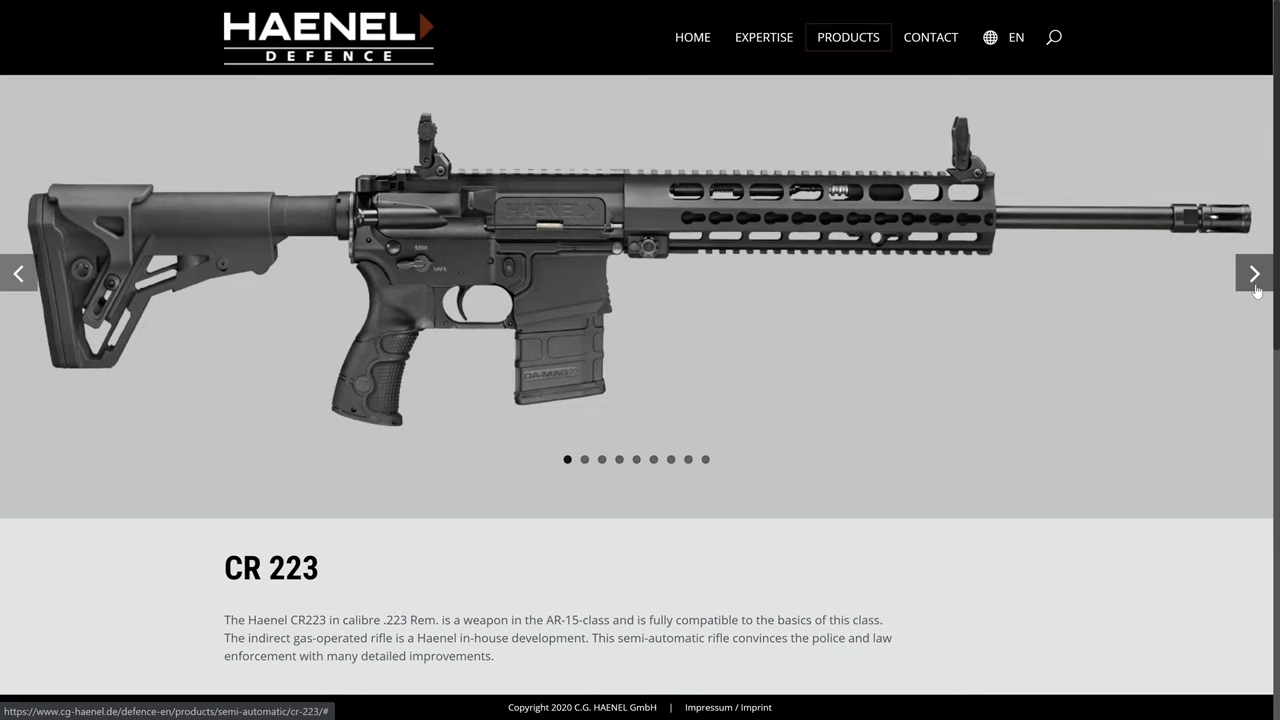 HAENEL
DEFENCE
HOME EXPERTISE PRODUCTS CONTACT EN
HAENEL
SEMI
SAFE
OA-MAG
CR 223
The Haenel CR223 in calibre .223 Rem. is a weapon in the AR-15-class and is fully compatible to the basics of this class.
The indirect gas-operated rifle is a Haenel in-house development. This semi-automatic rifle convinces the police and law
enforcement with many detailed improvements.
https://www.cg-haenel.de/defence-en/products/semi-automatic/cr-223/#
Copyright 2020 C.G. HAENEL GmbH | Impressum / Imprint